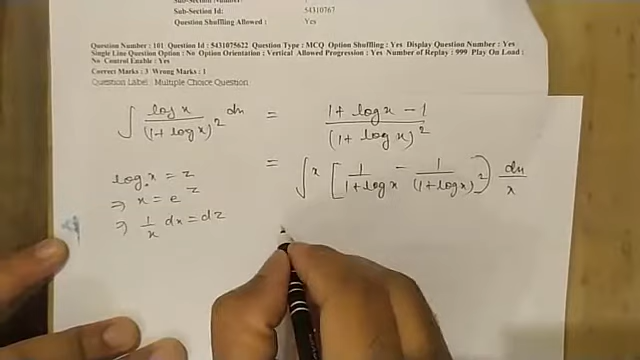 Sub-Section Id: 54310767
Question Shuffling Allowed : Yes
Question Number : 101 Question Id : 5431075622 Question Type : MCQ Option Shuffling : Yes Display Question Number : Yes
Single Line Question Option : No Option Orientation : Vertical Allowed Progression : Yes Number of Replay : 999 Play On Load :
No Control Enable : Yes
Correct Marks : 3 Wrong Marks : 1
Question Label : Multiple Choice Question
∫ log x / (1 + log x)^2 dx = 1 + log x − 1 / (1 + log x)^2
= ∫ x [ 1 / 1 + log x − 1 / (1 + log x)^2 ] dx / x
log x = z
⇒ x = e^z
⇒ 1/x dx = dz